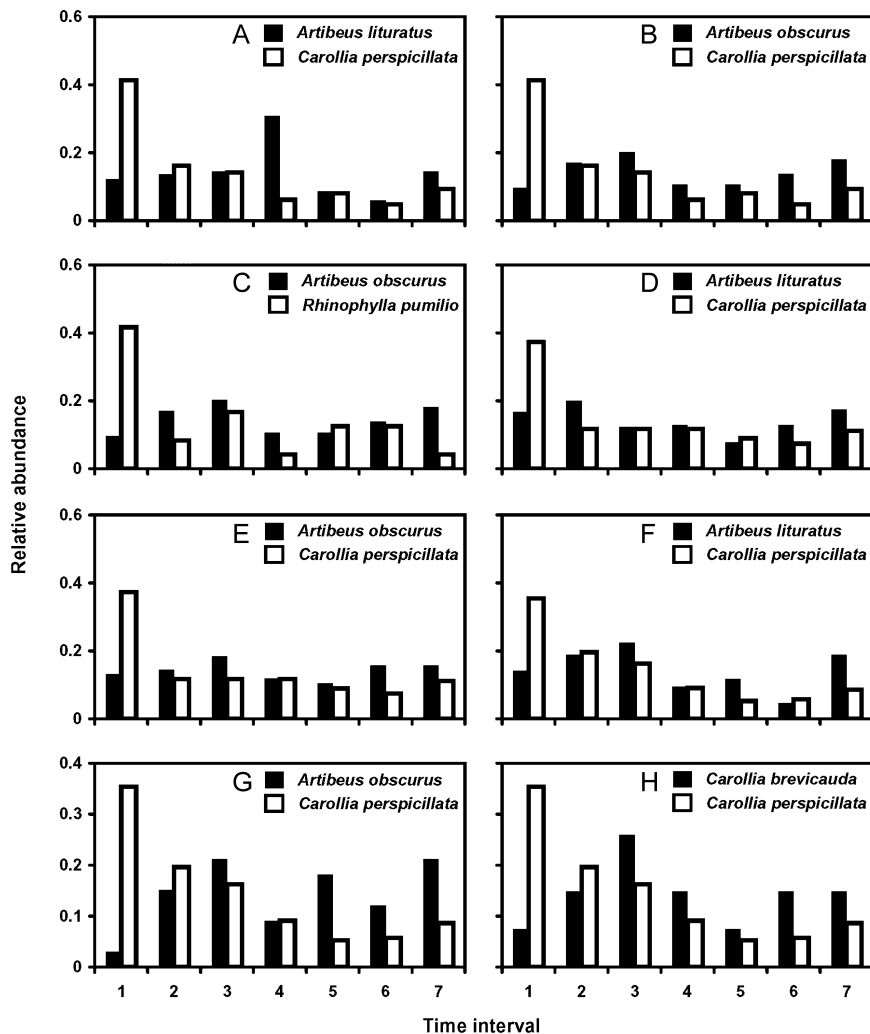 0.6
0.4
0.2
0
A
Artibeus lituratus
Carollia perspicillata
B
Artibeus obscurus
Carollia perspicillata
0.6
0.4
0.2
0
C
Artibeus obscurus
Rhinophylla pumilio
D
Artibeus lituratus
Carollia perspicillata
Relative abundance
0.6
0.4
0.2
0
E
Artibeus obscurus
Carollia perspicillata
F
Artibeus lituratus
Carollia perspicillata
0.4
0.3
0.2
0.1
0
G
Artibeus obscurus
Carollia perspicillata
H
Carollia brevicauda
Carollia perspicillata
1 2 3 4 5 6 7 1 2 3 4 5 6 7
Time interval